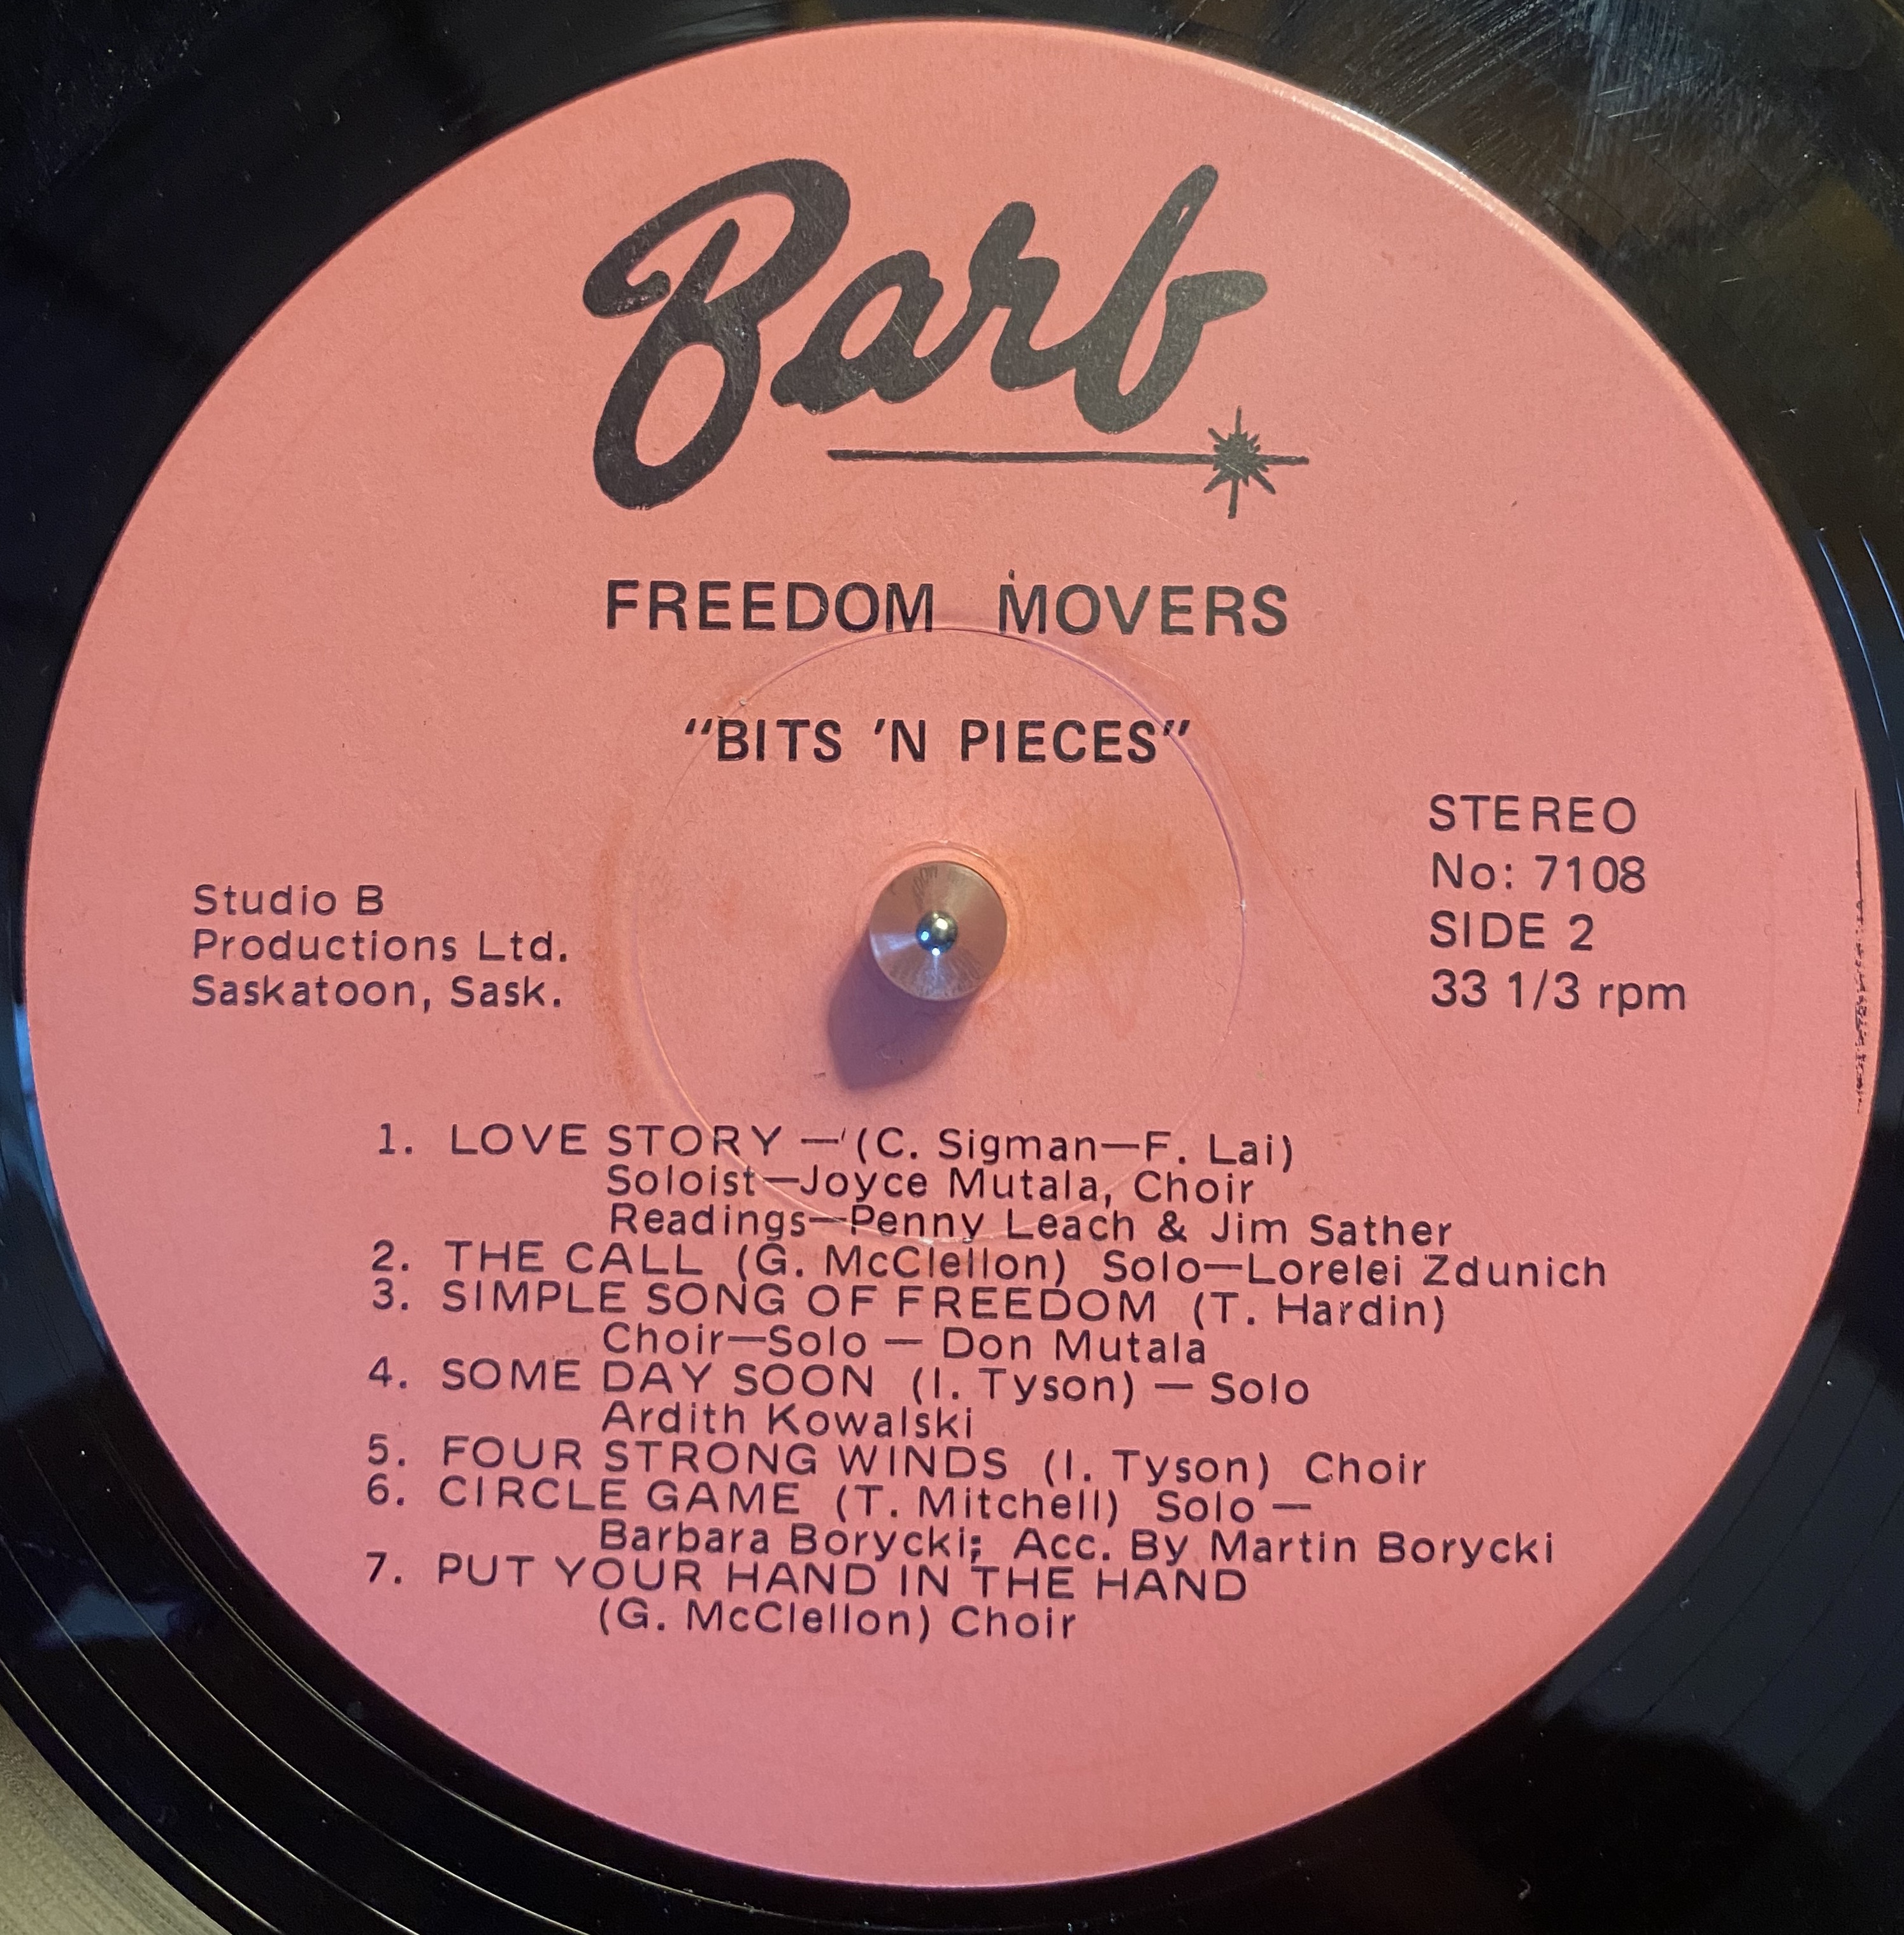 Barb
FREEDOM MOVERS
“BITS ’N PIECES”
STEREO
No: 7108
SIDE 2
33 1/3 rpm
Studio B
Productions Ltd.
Saskatoon, Sask.
1. LOVE STORY — (C. Sigman—F. Lai)
Soloist—Joyce Mutala, Choir
Readings—Penny Leach & Jim Sather
2. THE CALL (G. McClellon) Solo—Lorelei Zdunich
3. SIMPLE SONG OF FREEDOM (T. Hardin)
Choir—Solo — Don Mutala
4. SOME DAY SOON (I. Tyson) — Solo
Ardith Kowalski
5. FOUR STRONG WINDS (I. Tyson) Choir
6. CIRCLE GAME (T. Mitchell) Solo —
Barbara Borycki; Acc. By Martin Borycki
7. PUT YOUR HAND IN THE HAND
(G. McClellon) Choir